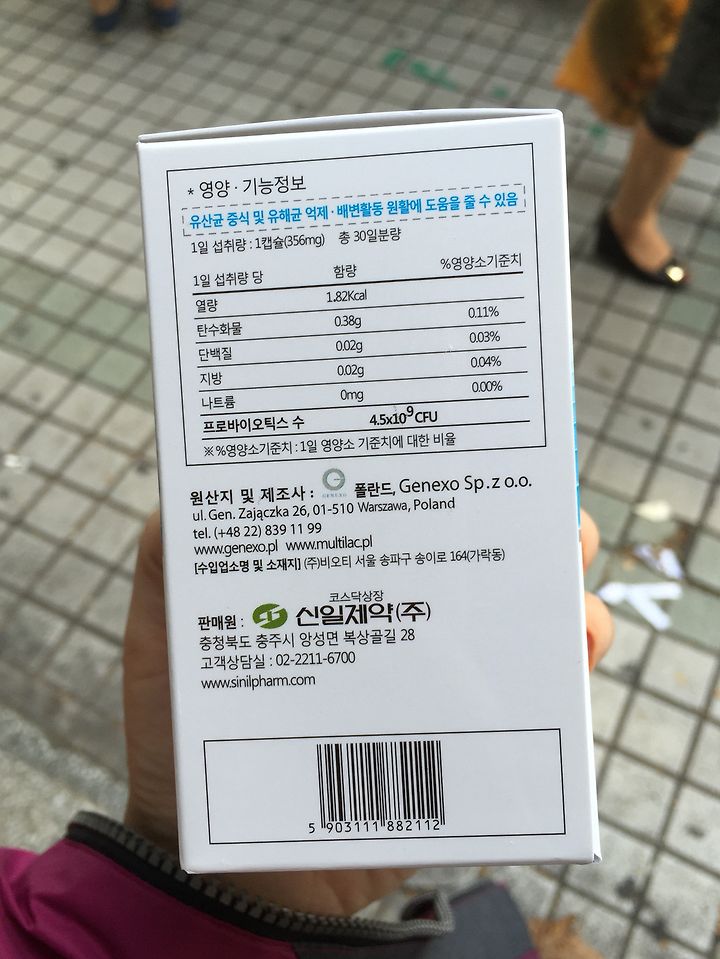 * 영양 · 기능정보
유산균 증식 및 유해균 억제 · 배변활동 원활에 도움을 줄 수 있음
1일 섭취량 : 1캡슐(356mg) 총 30일분량
1일 섭취량 당 함량 %영양소기준치
열량 1.82Kcal
탄수화물 0.38g 0.11%
단백질 0.02g 0.03%
지방 0.02g 0.04%
나트륨 0mg 0.00%
프로바이오틱스 수 4.5x10⁹CFU
※%영양소기준치 : 1일 영양소 기준치에 대한 비율
원산지 및 제조사 : GENEXO 폴란드, Genexo Sp.z o.o.
ul. Gen. Zajączka 26, 01-510 Warszawa, Poland
tel. (+44 22) 839 11 99
www.genexo.pl www.multilac.pl
[수입업소명 및 소재지] (주)비오티 서울 송파구 송이로 164(가락동)
코스닥상장
판매원 : 신일제약(주)
충청북도 충주시 앙성면 복상골길 28
고객상담실 : 02-2211-6700
www.sinilpharm.com
5 903111 882112